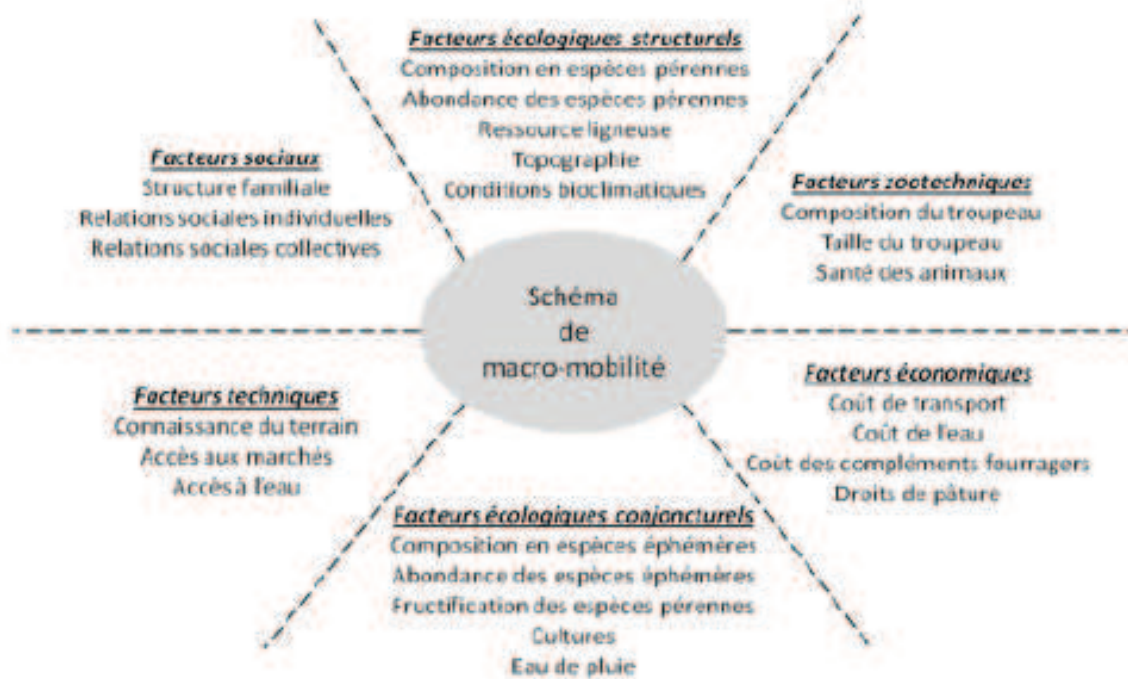 Facteurs écologiques structurels
Composition en espèces pérennes
Abondance des espèces pérennes
Ressource ligneuse
Topographie
Conditions bioclimatiques
Facteurs sociaux
Structure familiale
Relations sociales individuelles
Relations sociales collectives
Facteurs zootechniques
Composition du troupeau
Taille du troupeau
Santé des animaux
Schéma
de
macro-mobilité
Facteurs techniques
Connaissance du terrain
Accès aux marchés
Accès à l'eau
Facteurs économiques
Coût de transport
Coût de l'eau
Coût des compléments fourragers
Droits de pâture
Facteurs écologiques conjoncturels
Composition en espèces éphémères
Abondance des espèces éphémères
Fructification des espèces pérennes
Cultures
Eau de pluie